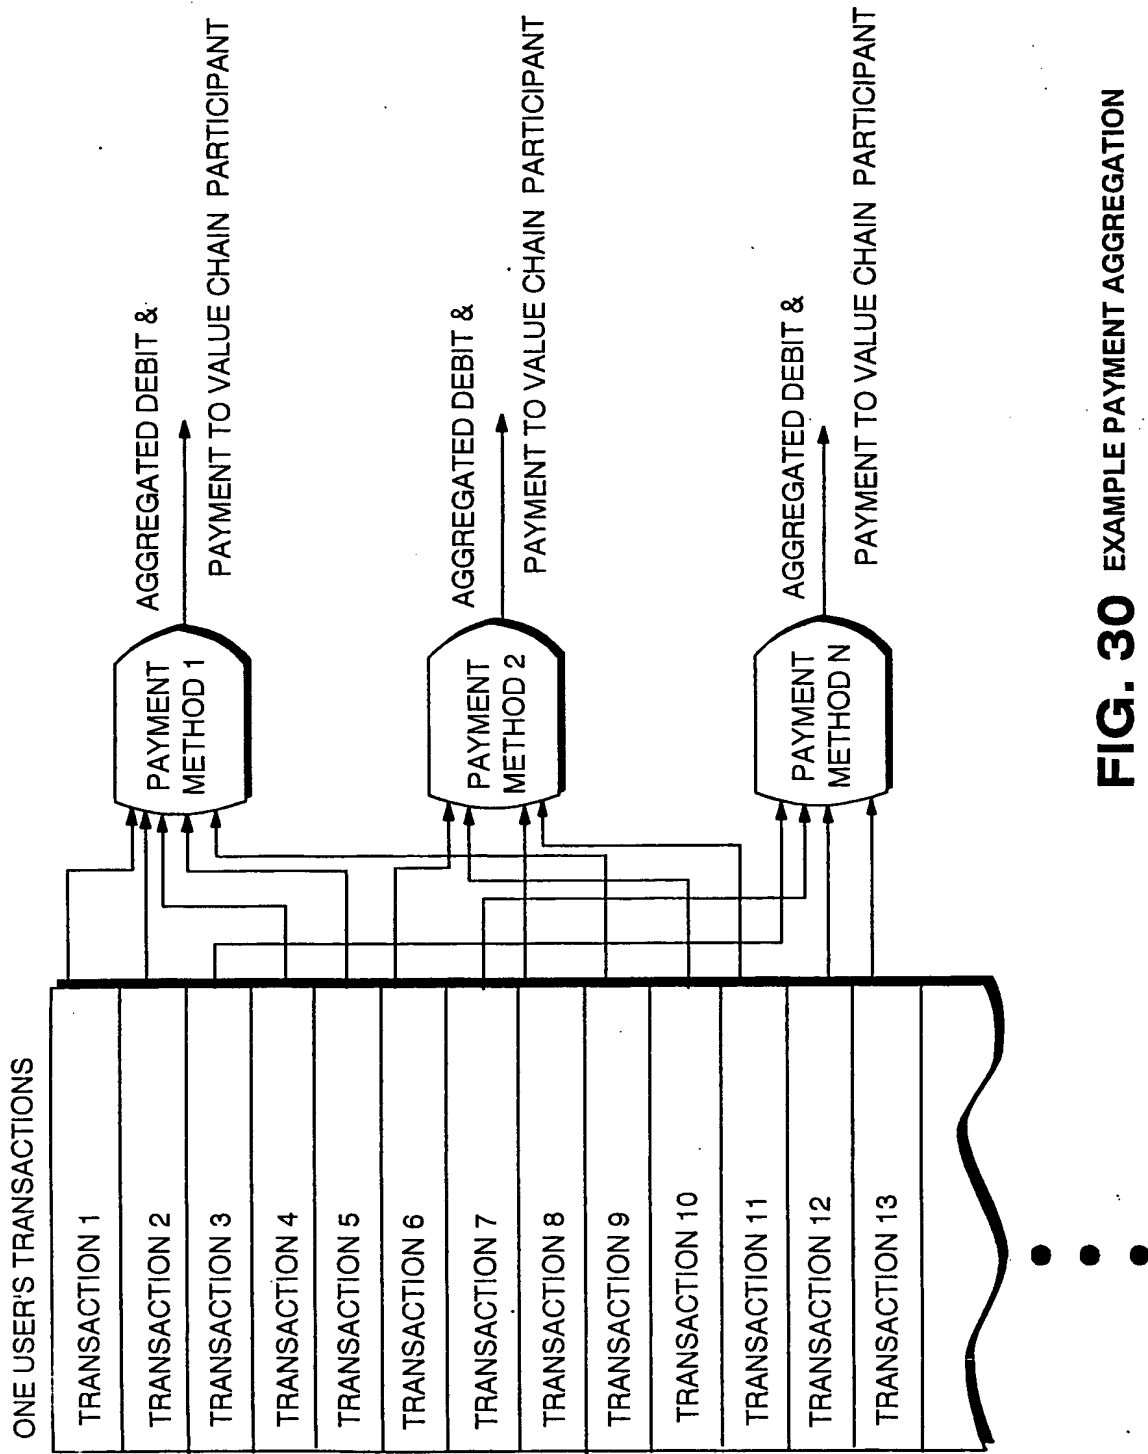 ONE USER'S TRANSACTIONS
TRANSACTION 1
TRANSACTION 2
TRANSACTION 3
TRANSACTION 4
TRANSACTION 5
TRANSACTION 6
TRANSACTION 7
TRANSACTION 8
TRANSACTION 9
TRANSACTION 10
TRANSACTION 11
TRANSACTION 12
TRANSACTION 13
PAYMENT
METHOD 1
AGGREGATED DEBIT &
PAYMENT TO VALUE CHAIN PARTICIPANT
PAYMENT
METHOD 2
AGGREGATED DEBIT &
PAYMENT TO VALUE CHAIN PARTICIPANT
PAYMENT
METHOD N
AGGREGATED DEBIT &
PAYMENT TO VALUE CHAIN PARTICIPANT
FIG. 30 EXAMPLE PAYMENT AGGREGATION